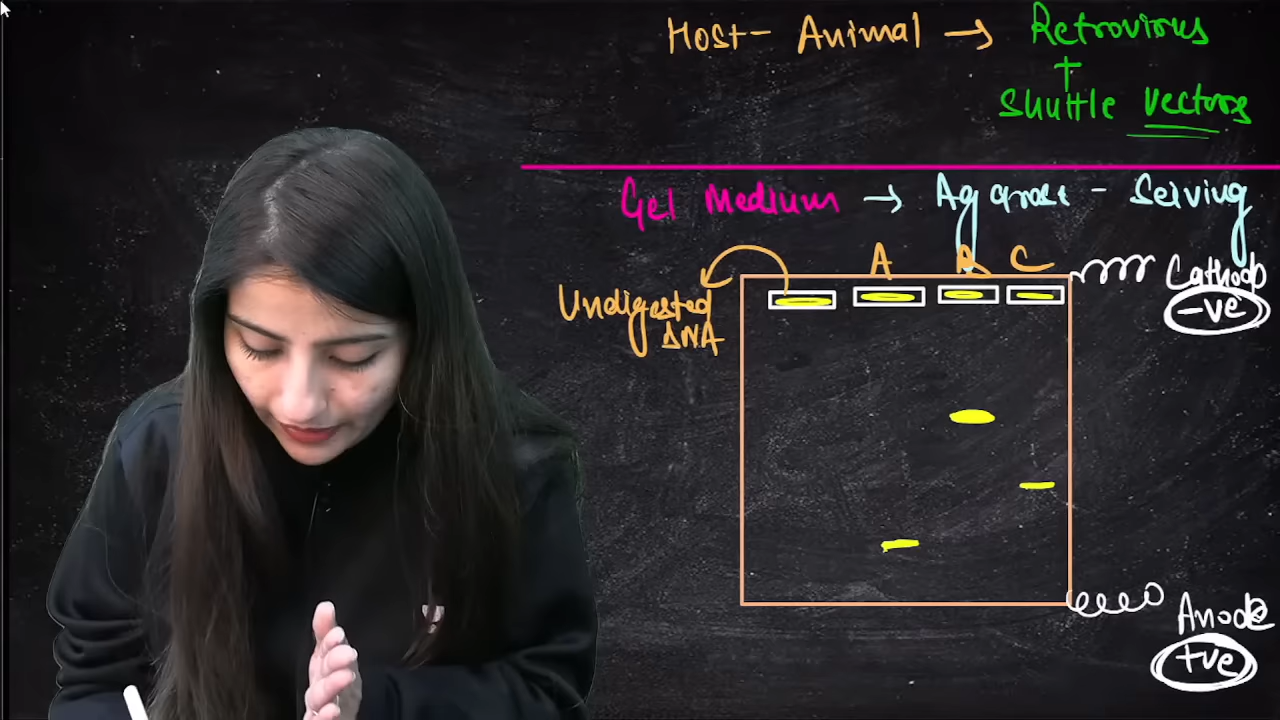 Host- Animal → Retrovirus
+
Shuttle Vectors
Gel Medium → Agarose - Seiving
A B C
Cathode
-ve
Undigested
DNA
Anode
+ve